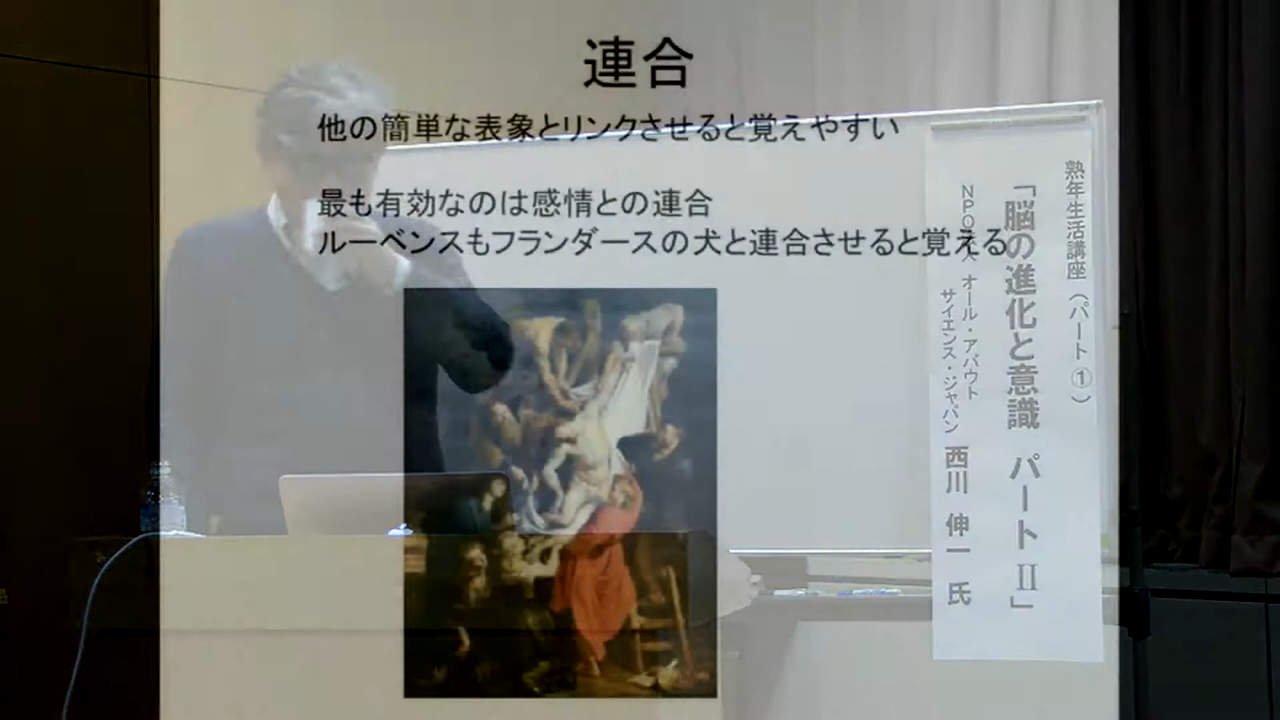 連合
他の簡単な表象とリンクさせると覚えやすい
最も有効なのは感情との連合
ルーベンスもフランダースの犬と連合させると覚える
熟年生活講座(パート①)
「脳の進化と意識 パートⅡ」
NPO
オール・アバウト
サイエンス・ジャパン
西川 伸一 氏